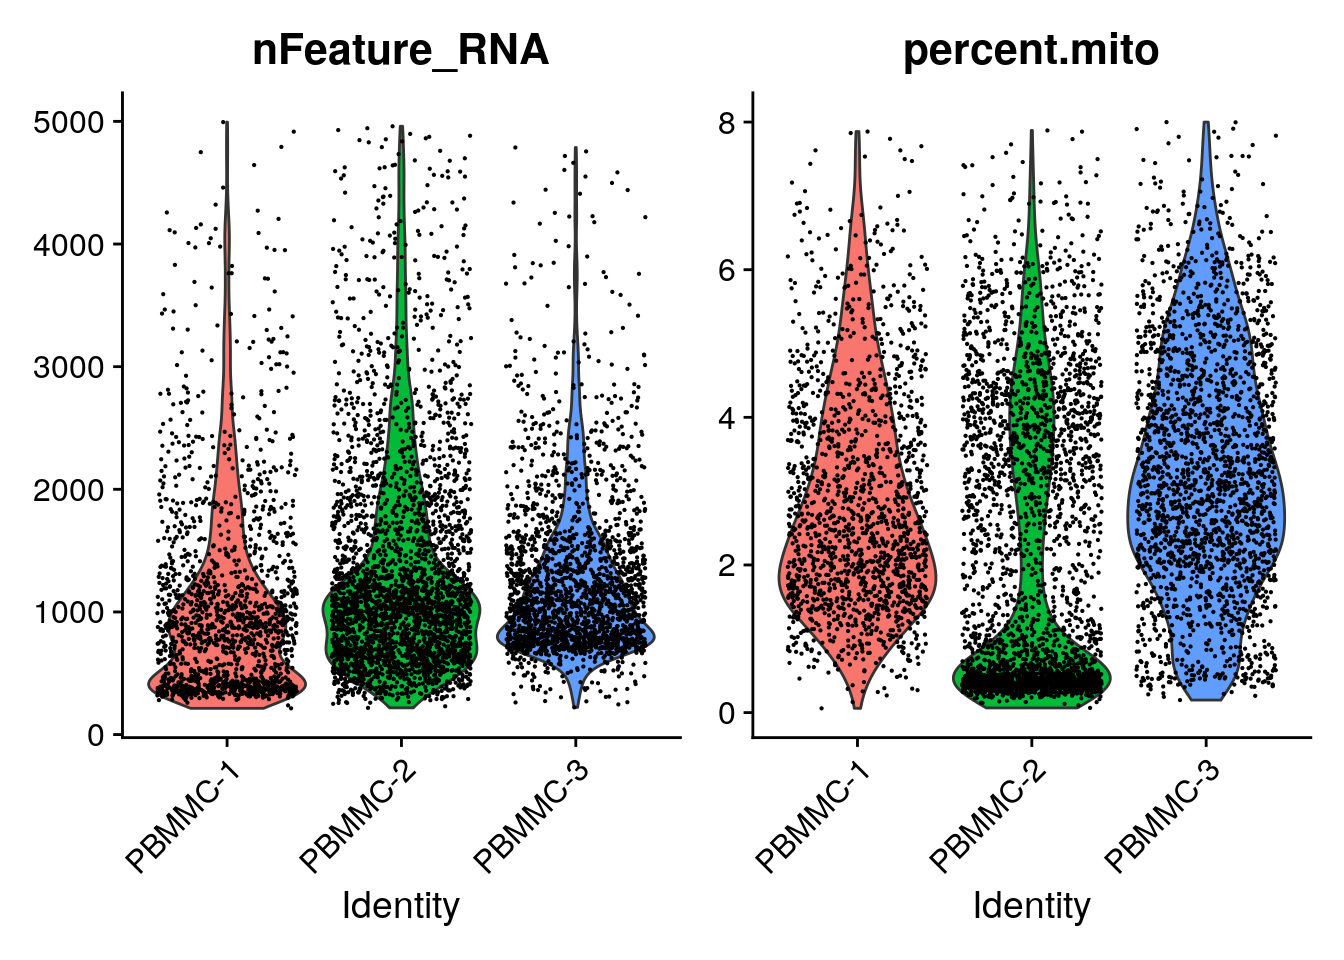 nFeature_RNA
5000
4000
3000
2000
1000
0
PBMMC-1
PBMMC-2
PBMMC-3
Identity
percent.mito
8
6
4
2
0
PBMMC-1
PBMMC-2
PBMMC-3
Identity